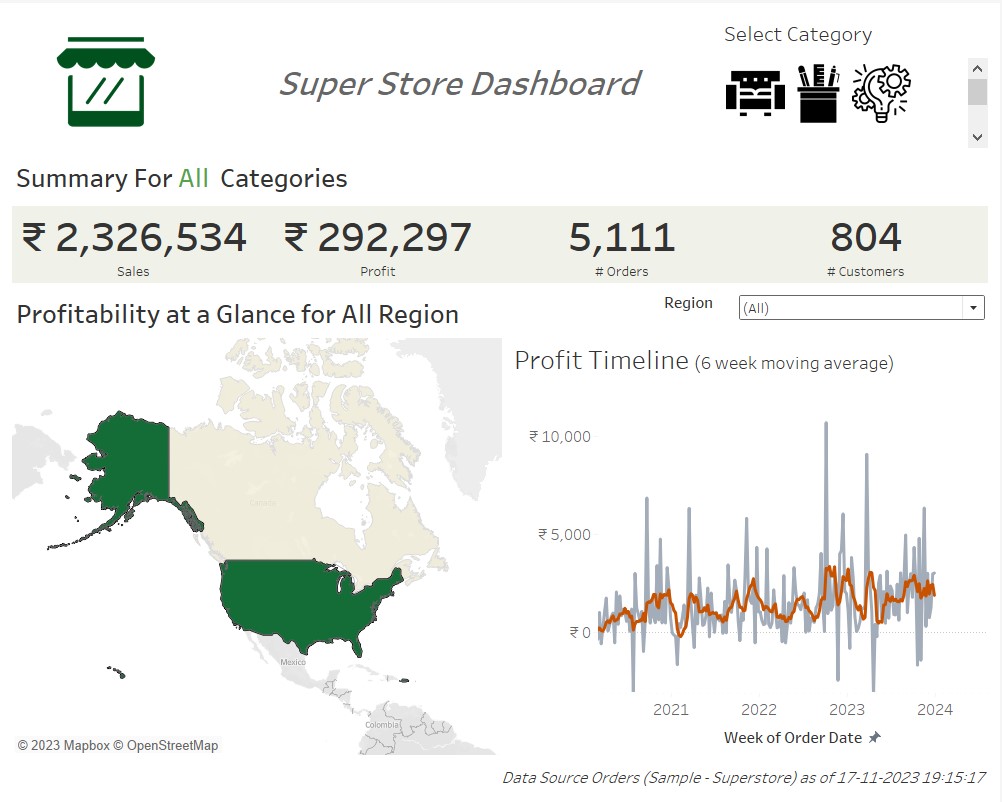 Select Category
Super Store Dashboard
Summary For All Categories
₹ 2,326,534
Sales
₹ 292,297
Profit
5,111
# Orders
804
# Customers
Profitability at a Glance for All Region
Region
(All)
Profit Timeline (6 week moving average)
₹ 10,000
₹ 5,000
₹ 0
2021
2022
2023
2024
Week of Order Date
Canada
Mexico
Colombia
© 2023 Mapbox © OpenStreetMap
Data Source Orders (Sample - Superstore) as of 17-11-2023 19:15:17